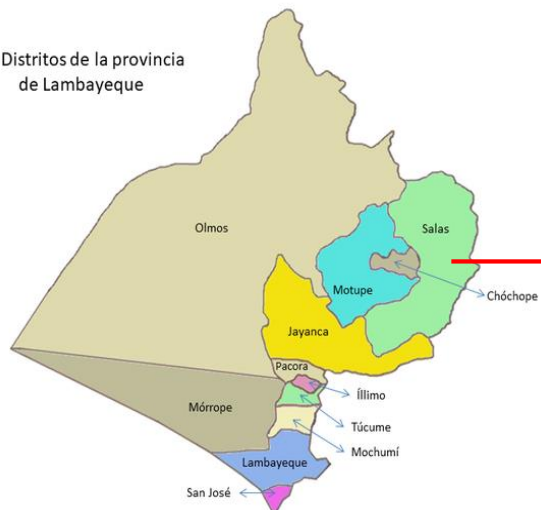 Distritos de la provincia
de Lambayeque
Olmos
Salas
Motupe
Chóchope
Jayanca
Pacora
Íllimo
Mórrope
Túcume
Mochumí
Lambayeque
San José